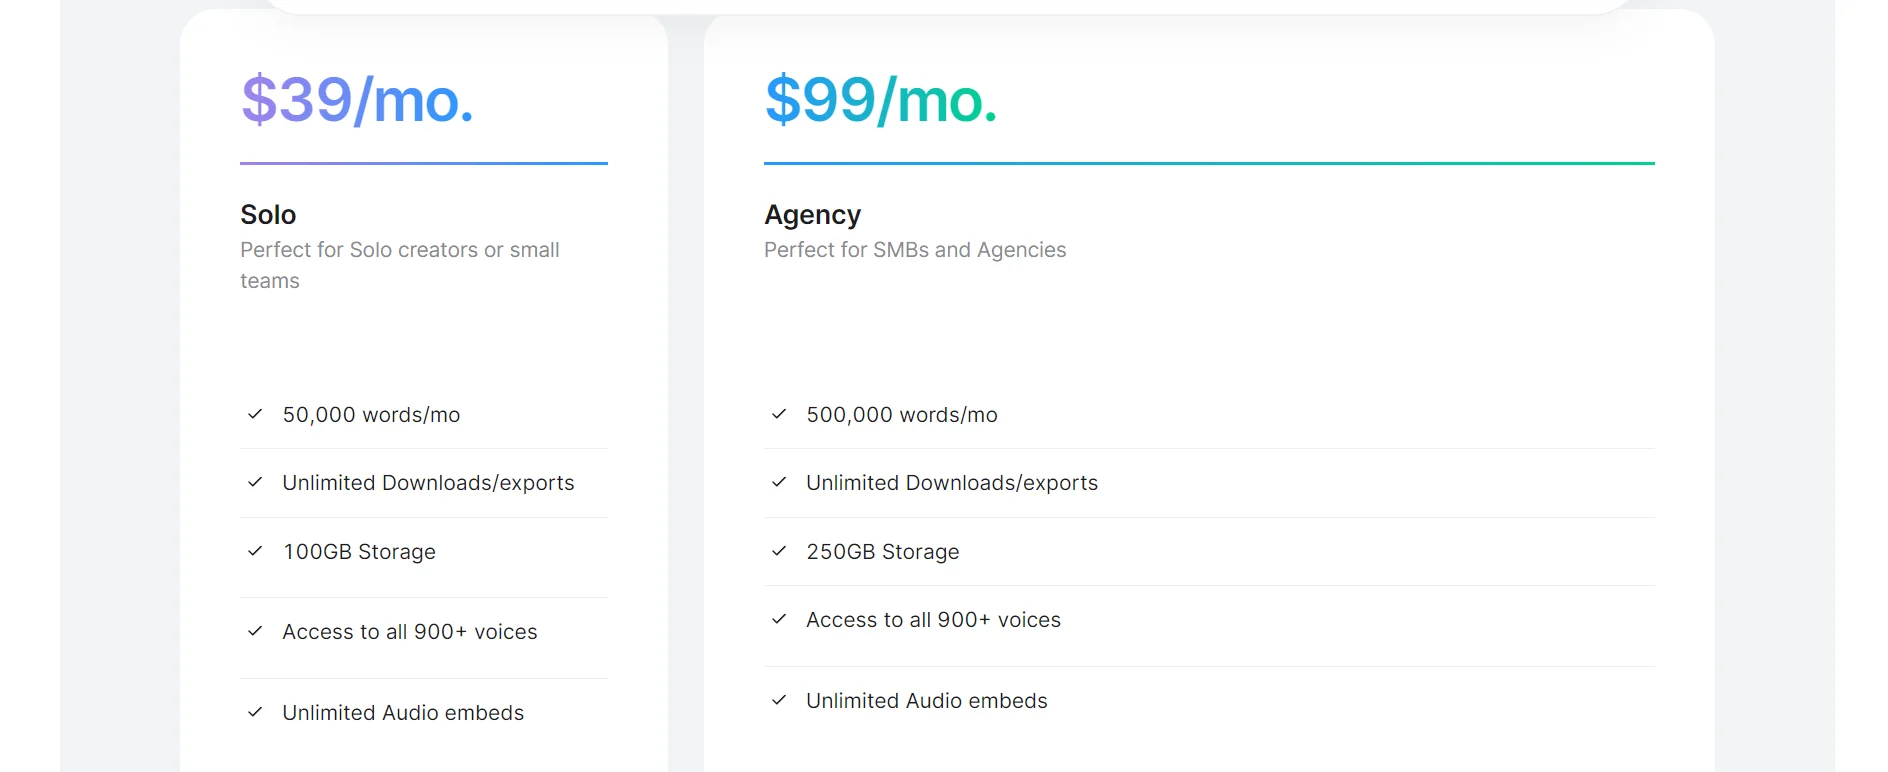 $39/mo.
Solo
Perfect for Solo creators or small
teams
50,000 words/mo
Unlimited Downloads/exports
100GB Storage
Access to all 900+ voices
Unlimited Audio embeds
$99/mo.
Agency
Perfect for SMBs and Agencies
500,000 words/mo
Unlimited Downloads/exports
250GB Storage
Access to all 900+ voices
Unlimited Audio embeds